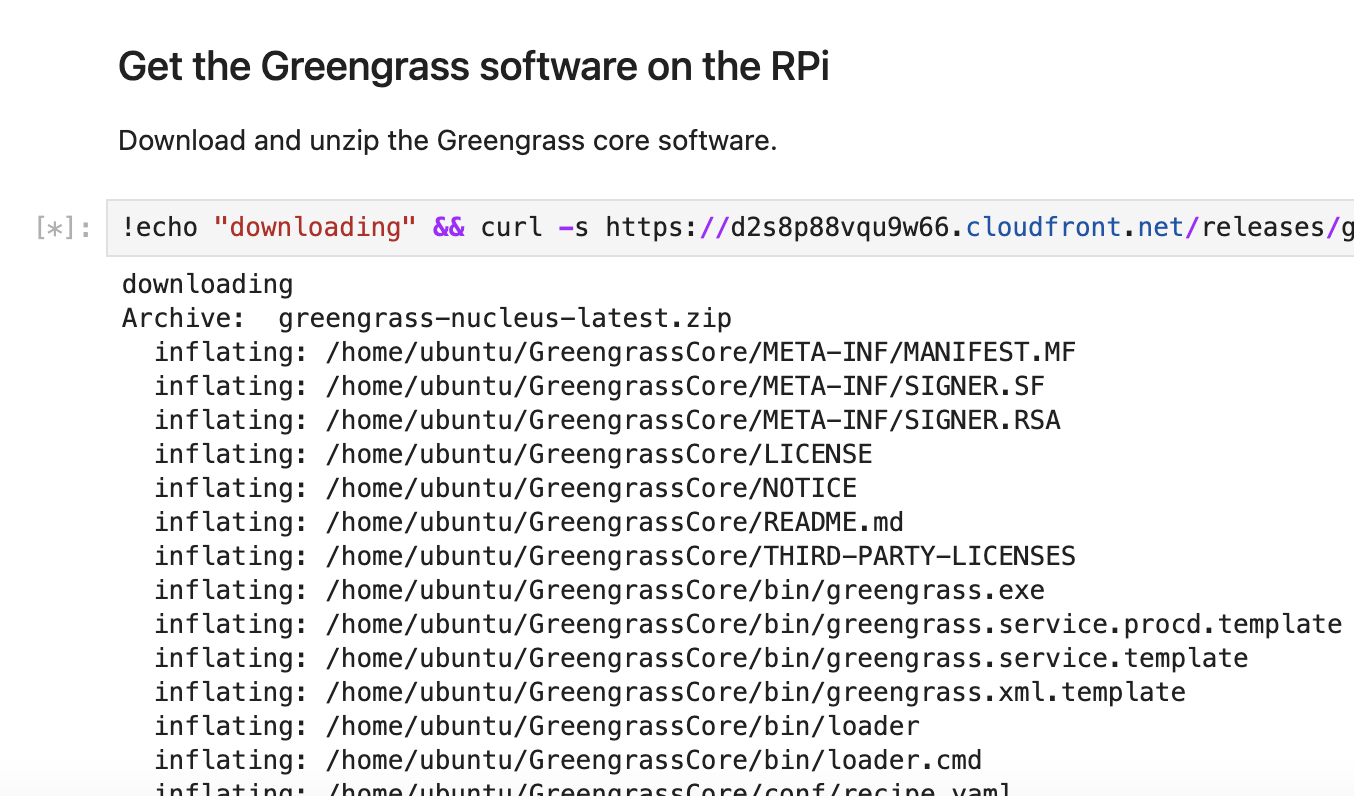 Get the Greengrass software on the RPi
Download and unzip the Greengrass core software.
[*]: !echo "downloading" && curl -s https://d2s8p88vqu9w66.cloudfront.net/releases/g
downloading
Archive:  greengrass-nucleus-latest.zip
  inflating: /home/ubuntu/GreengrassCore/META-INF/MANIFEST.MF
  inflating: /home/ubuntu/GreengrassCore/META-INF/SIGNER.SF
  inflating: /home/ubuntu/GreengrassCore/META-INF/SIGNER.RSA
  inflating: /home/ubuntu/GreengrassCore/LICENSE
  inflating: /home/ubuntu/GreengrassCore/NOTICE
  inflating: /home/ubuntu/GreengrassCore/README.md
  inflating: /home/ubuntu/GreengrassCore/THIRD-PARTY-LICENSES
  inflating: /home/ubuntu/GreengrassCore/bin/greengrass.exe
  inflating: /home/ubuntu/GreengrassCore/bin/greengrass.service.procd.template
  inflating: /home/ubuntu/GreengrassCore/bin/greengrass.service.template
  inflating: /home/ubuntu/GreengrassCore/bin/greengrass.xml.template
  inflating: /home/ubuntu/GreengrassCore/bin/loader
  inflating: /home/ubuntu/GreengrassCore/bin/loader.cmd
  inflating: /home/ubuntu/GreengrassCore/conf/recipe.yaml